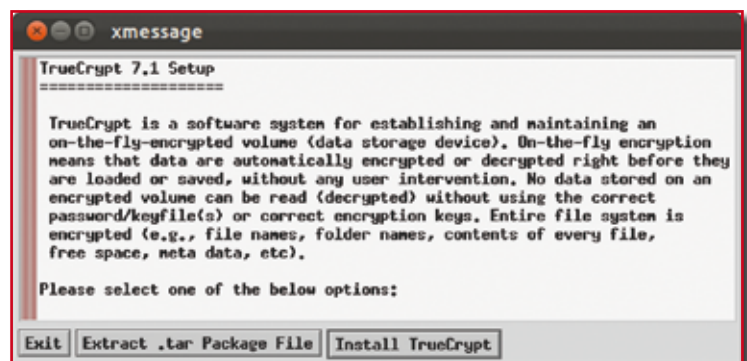 xmessage
TrueCrypt 7.1 Setup
====================
TrueCrypt is a software system for establishing and maintaining an
on-the-fly-encrypted volume (data storage device). On-the-fly encryption
means that data are automatically encrypted or decrypted right before they
are loaded or saved, without any user intervention. No data stored on an
encrypted volume can be read (decrypted) without using the correct
password/keyfile(s) or correct encryption keys. Entire file system is
encrypted (e.g., file names, folder names, contents of every file,
free space, meta data, etc).
Please select one of the below options:
Exit Extract .tar Package File Install TrueCrypt